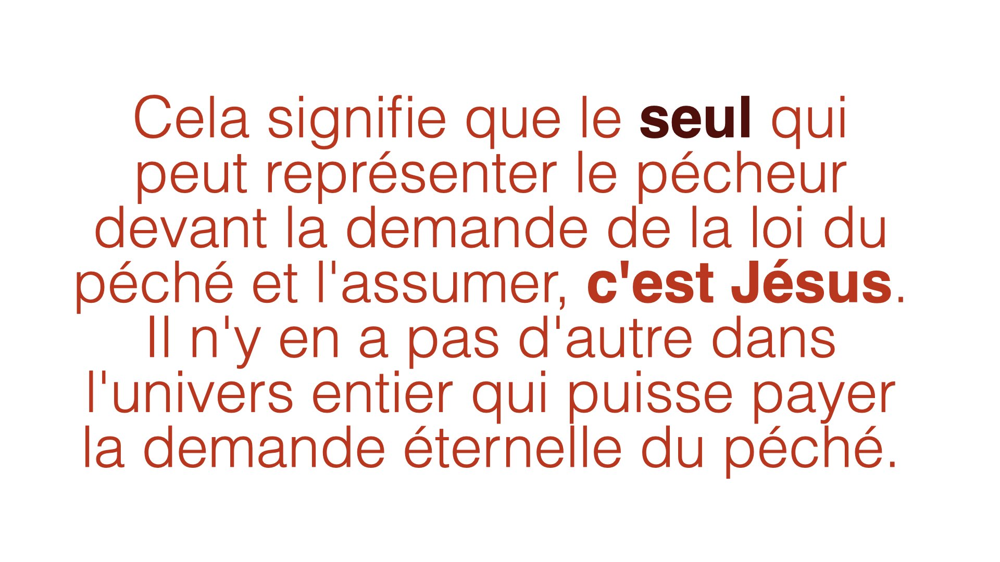 Cela signifie que le seul qui
peut représenter le pécheur
devant la demande de la loi du
péché et l'assumer, c'est Jésus.
Il n'y en a pas d'autre dans
l'univers entier qui puisse payer
la demande éternelle du péché.